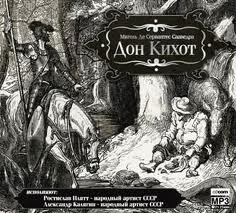 Мигель Де Сервантес Сааведра
Дон Кихот
ИСПОЛНЯЮТ:
Ростислав Плятт - народный артист СССР
Александр Калягин - народный артист СССР
MP3